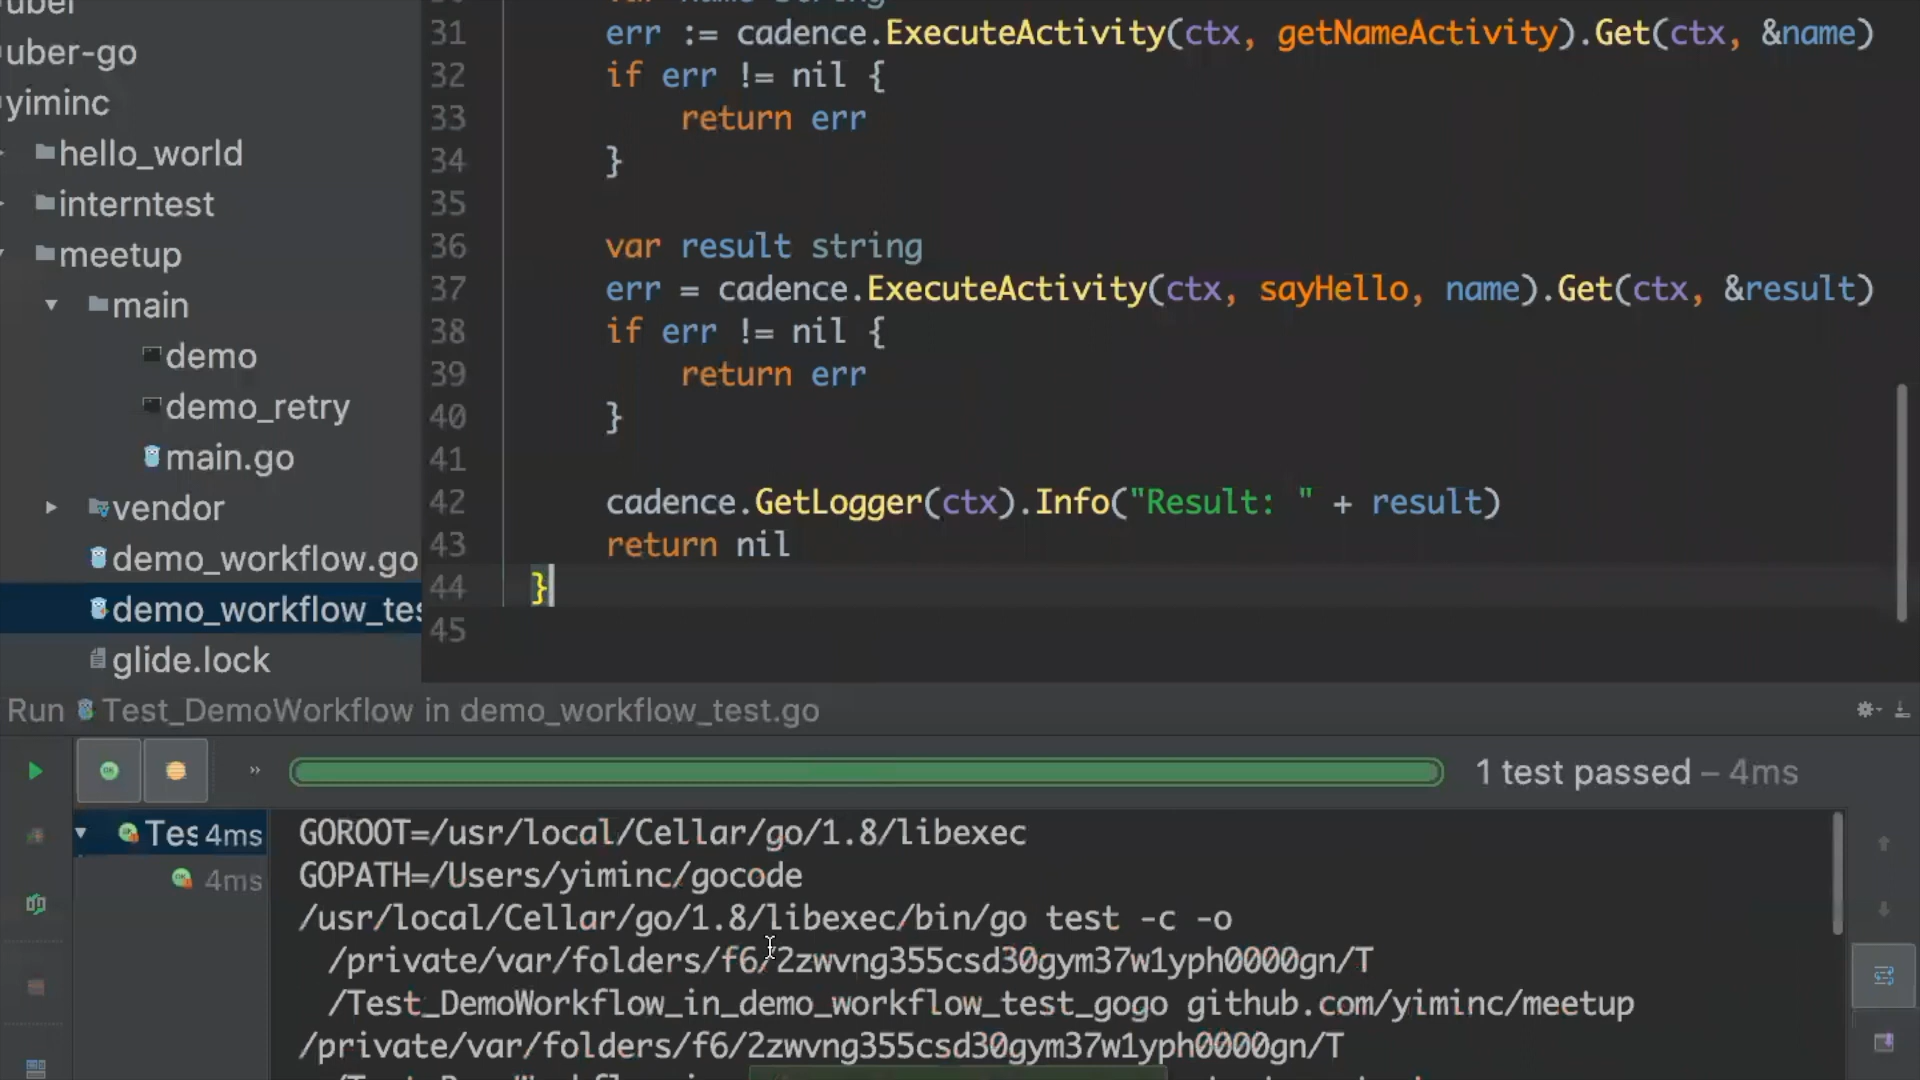 uber
uber-go
yiminc
hello_world
interntest
meetup
main
demo
demo_retry
main.go
vendor
demo_workflow.go
demo_workflow_tes
glide.lock
31 err := cadence.ExecuteActivity(ctx, getNameActivity).Get(ctx, &name)
32 if err != nil {
33 return err
34 }
35
36 var result string
37 err = cadence.ExecuteActivity(ctx, sayHello, name).Get(ctx, &result)
38 if err != nil {
39 return err
40 }
41
42 cadence.GetLogger(ctx).Info("Result: " + result)
43 return nil
44 }
45
Run Test_DemoWorkflow in demo_workflow_test.go
1 test passed – 4ms
Tes 4ms
4ms
GOROOT=/usr/local/Cellar/go/1.8/libexec
GOPATH=/Users/yiminc/gocode
/usr/local/Cellar/go/1.8/libexec/bin/go test -c -o
/private/var/folders/f6/2zwvng355csd30gym37w1yph0000gn/T
/Test_DemoWorkflow_in_demo_workflow_test_gogo github.com/yiminc/meetup
/private/var/folders/f6/2zwvng355csd30gym37w1yph0000gn/T